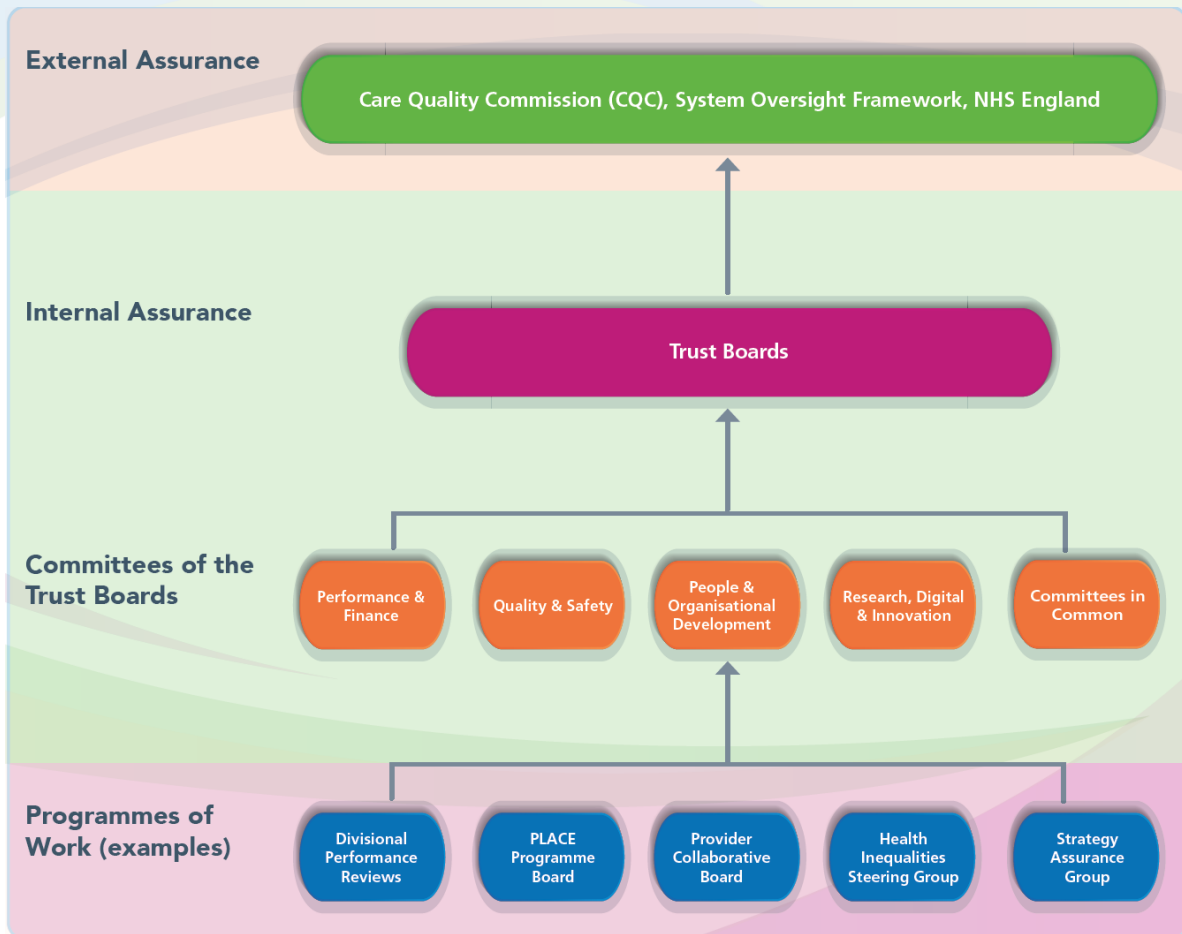 External Assurance
Care Quality Commission (CQC), System Oversight Framework, NHS England
Internal Assurance
Trust Boards
Committees of the
Trust Boards
Performance &
Finance
Quality & Safety
People &
Organisational
Development
Research, Digital
& Innovation
Committees in
Common
Programmes of
Work (examples)
Divisional
Performance
Reviews
PLACE
Programme
Board
Provider
Collaborative
Board
Health
Inequalities
Steering Group
Strategy
Assurance
Group